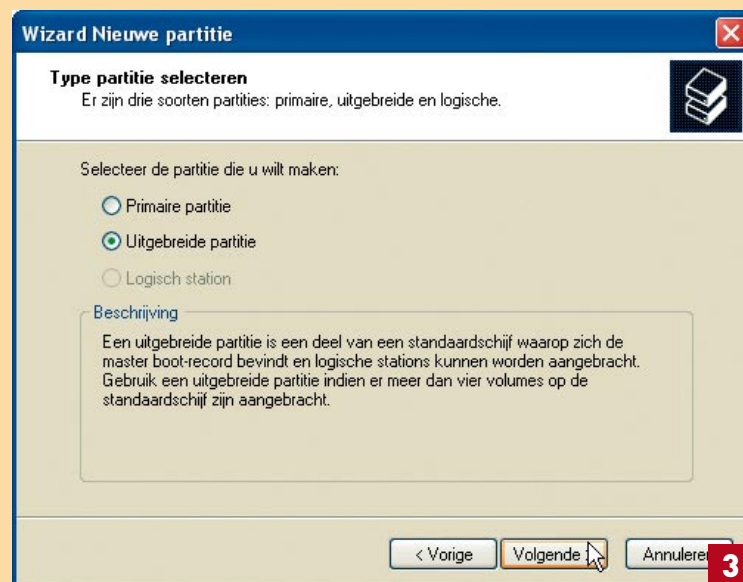 Wizard Nieuwe partitie
Type partitie selecteren
Er zijn drie soorten partities: primaire, uitgebreide en logische.
Selecteer de partitie die u wilt maken:
Primaire partitie
Uitgebreide partitie
Logisch station
Beschrijving
Een uitgebreide partitie is een deel van een standaardschijf waarop zich de
master boot-record bevindt en logische stations kunnen worden aangebracht.
Gebruik een uitgebreide partitie indien er meer dan vier volumes op de
standaardschijf zijn aangebracht.
< Vorige
Volgende
Annuleren
3